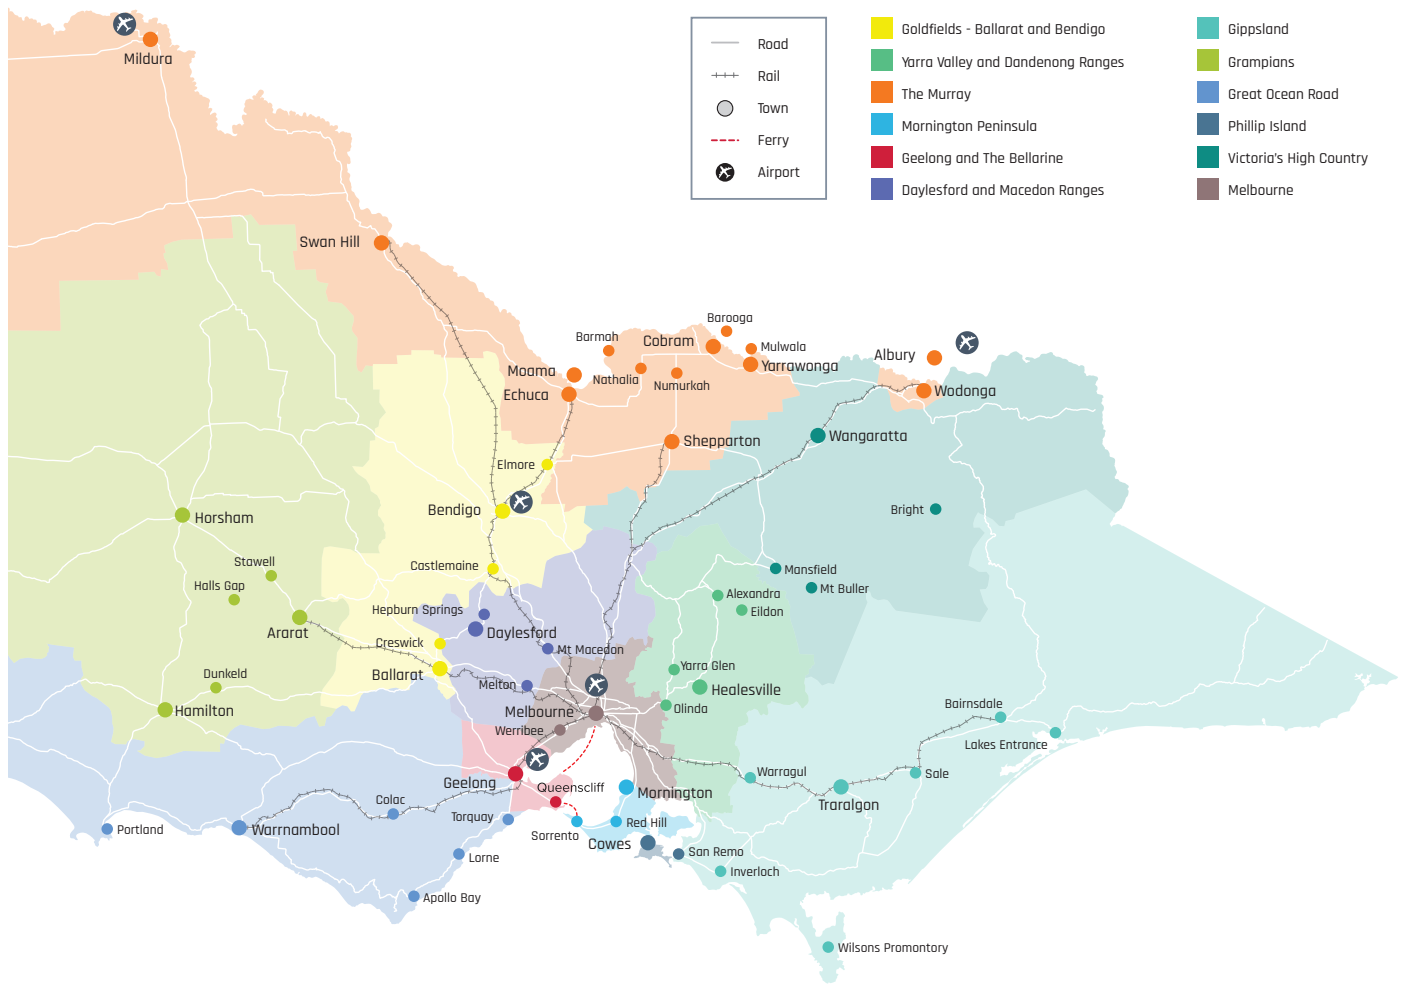 Road
Rail
Town
Ferry
Airport
Goldfields - Ballarat and Bendigo
Yarra Valley and Dandenong Ranges
The Murray
Mornington Peninsula
Geelong and The Bellarine
Daylesford and Macedon Ranges
Gippsland
Grampians
Great Ocean Road
Phillip Island
Victoria's High Country
Melbourne
Mildura
Swan Hill
Barooga
Barmah
Cobram
Mulwala
Albury
Moama
Nathalia
Numurkah
Yarrawonga
Echuca
Wodonga
Shepparton
Wangaratta
Elmore
Bendigo
Bright
Horsham
Stawell
Castlemaine
Mansfield
Halls Gap
Mt Buller
Alexandra
Hepburn Springs
Eildon
Ararat
Daylesford
Creswick
Mt Macedon
Yarra Glen
Dunkeld
Ballarat
Melton
Healesville
Hamilton
Melbourne
Olinda
Bairnsdale
Werribee
Lakes Entrance
Geelong
Queenscliff
Warragul
Sale
Mornington
Colac
Traralgon
Torquay
Red Hill
Portland
Warrnambool
Sorrento
Cowes
San Remo
Lorne
Inverloch
Apollo Bay
Wilsons Promontory